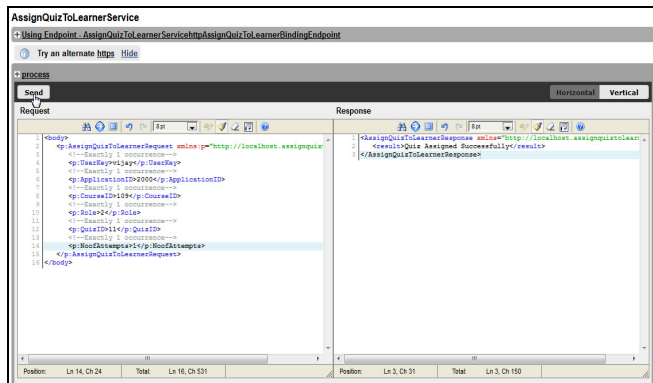 AssignQuizToLearnerService
+ Using Endpoint - AssignQuizToLearnerServicehttpAssignQuizToLearnerBindingEndpoint
Try an alternate https Hide
+ process
Send Horizontal Vertical
Request
8 pt
1 <body>
2 <p:AssignQuizToLearnerRequest xmlns:p="http://localhost.assignquiz
3 <!--Exactly 1 occurrence-->
4 <p:UserKey>vijay</p:UserKey>
5 <!--Exactly 1 occurrence-->
6 <p:ApplicationID>2000</p:ApplicationID>
7 <!--Exactly 1 occurrence-->
8 <p:CourseID>109</p:CourseID>
9 <!--Exactly 1 occurrence-->
10 <p:Role>2</p:Role>
11 <!--Exactly 1 occurrence-->
12 <p:QuizID>11</p:QuizID>
13 <!--Exactly 1 occurrence-->
14 <p:NoofAttempts>1</p:NoofAttempts>
15 </p:AssignQuizToLearnerRequest>
16 </body>
Position: Ln 14, Ch 24 Total: Ln 16, Ch 531
Response
8 pt
1 <AssignQuizToLearnerResponse xmlns="http://localhost.assignquiztolearn
2 <result>Quiz Assigned Successfully</result>
3 </AssignQuizToLearnerResponse>
Position: Ln 3, Ch 31 Total: Ln 3, Ch 150